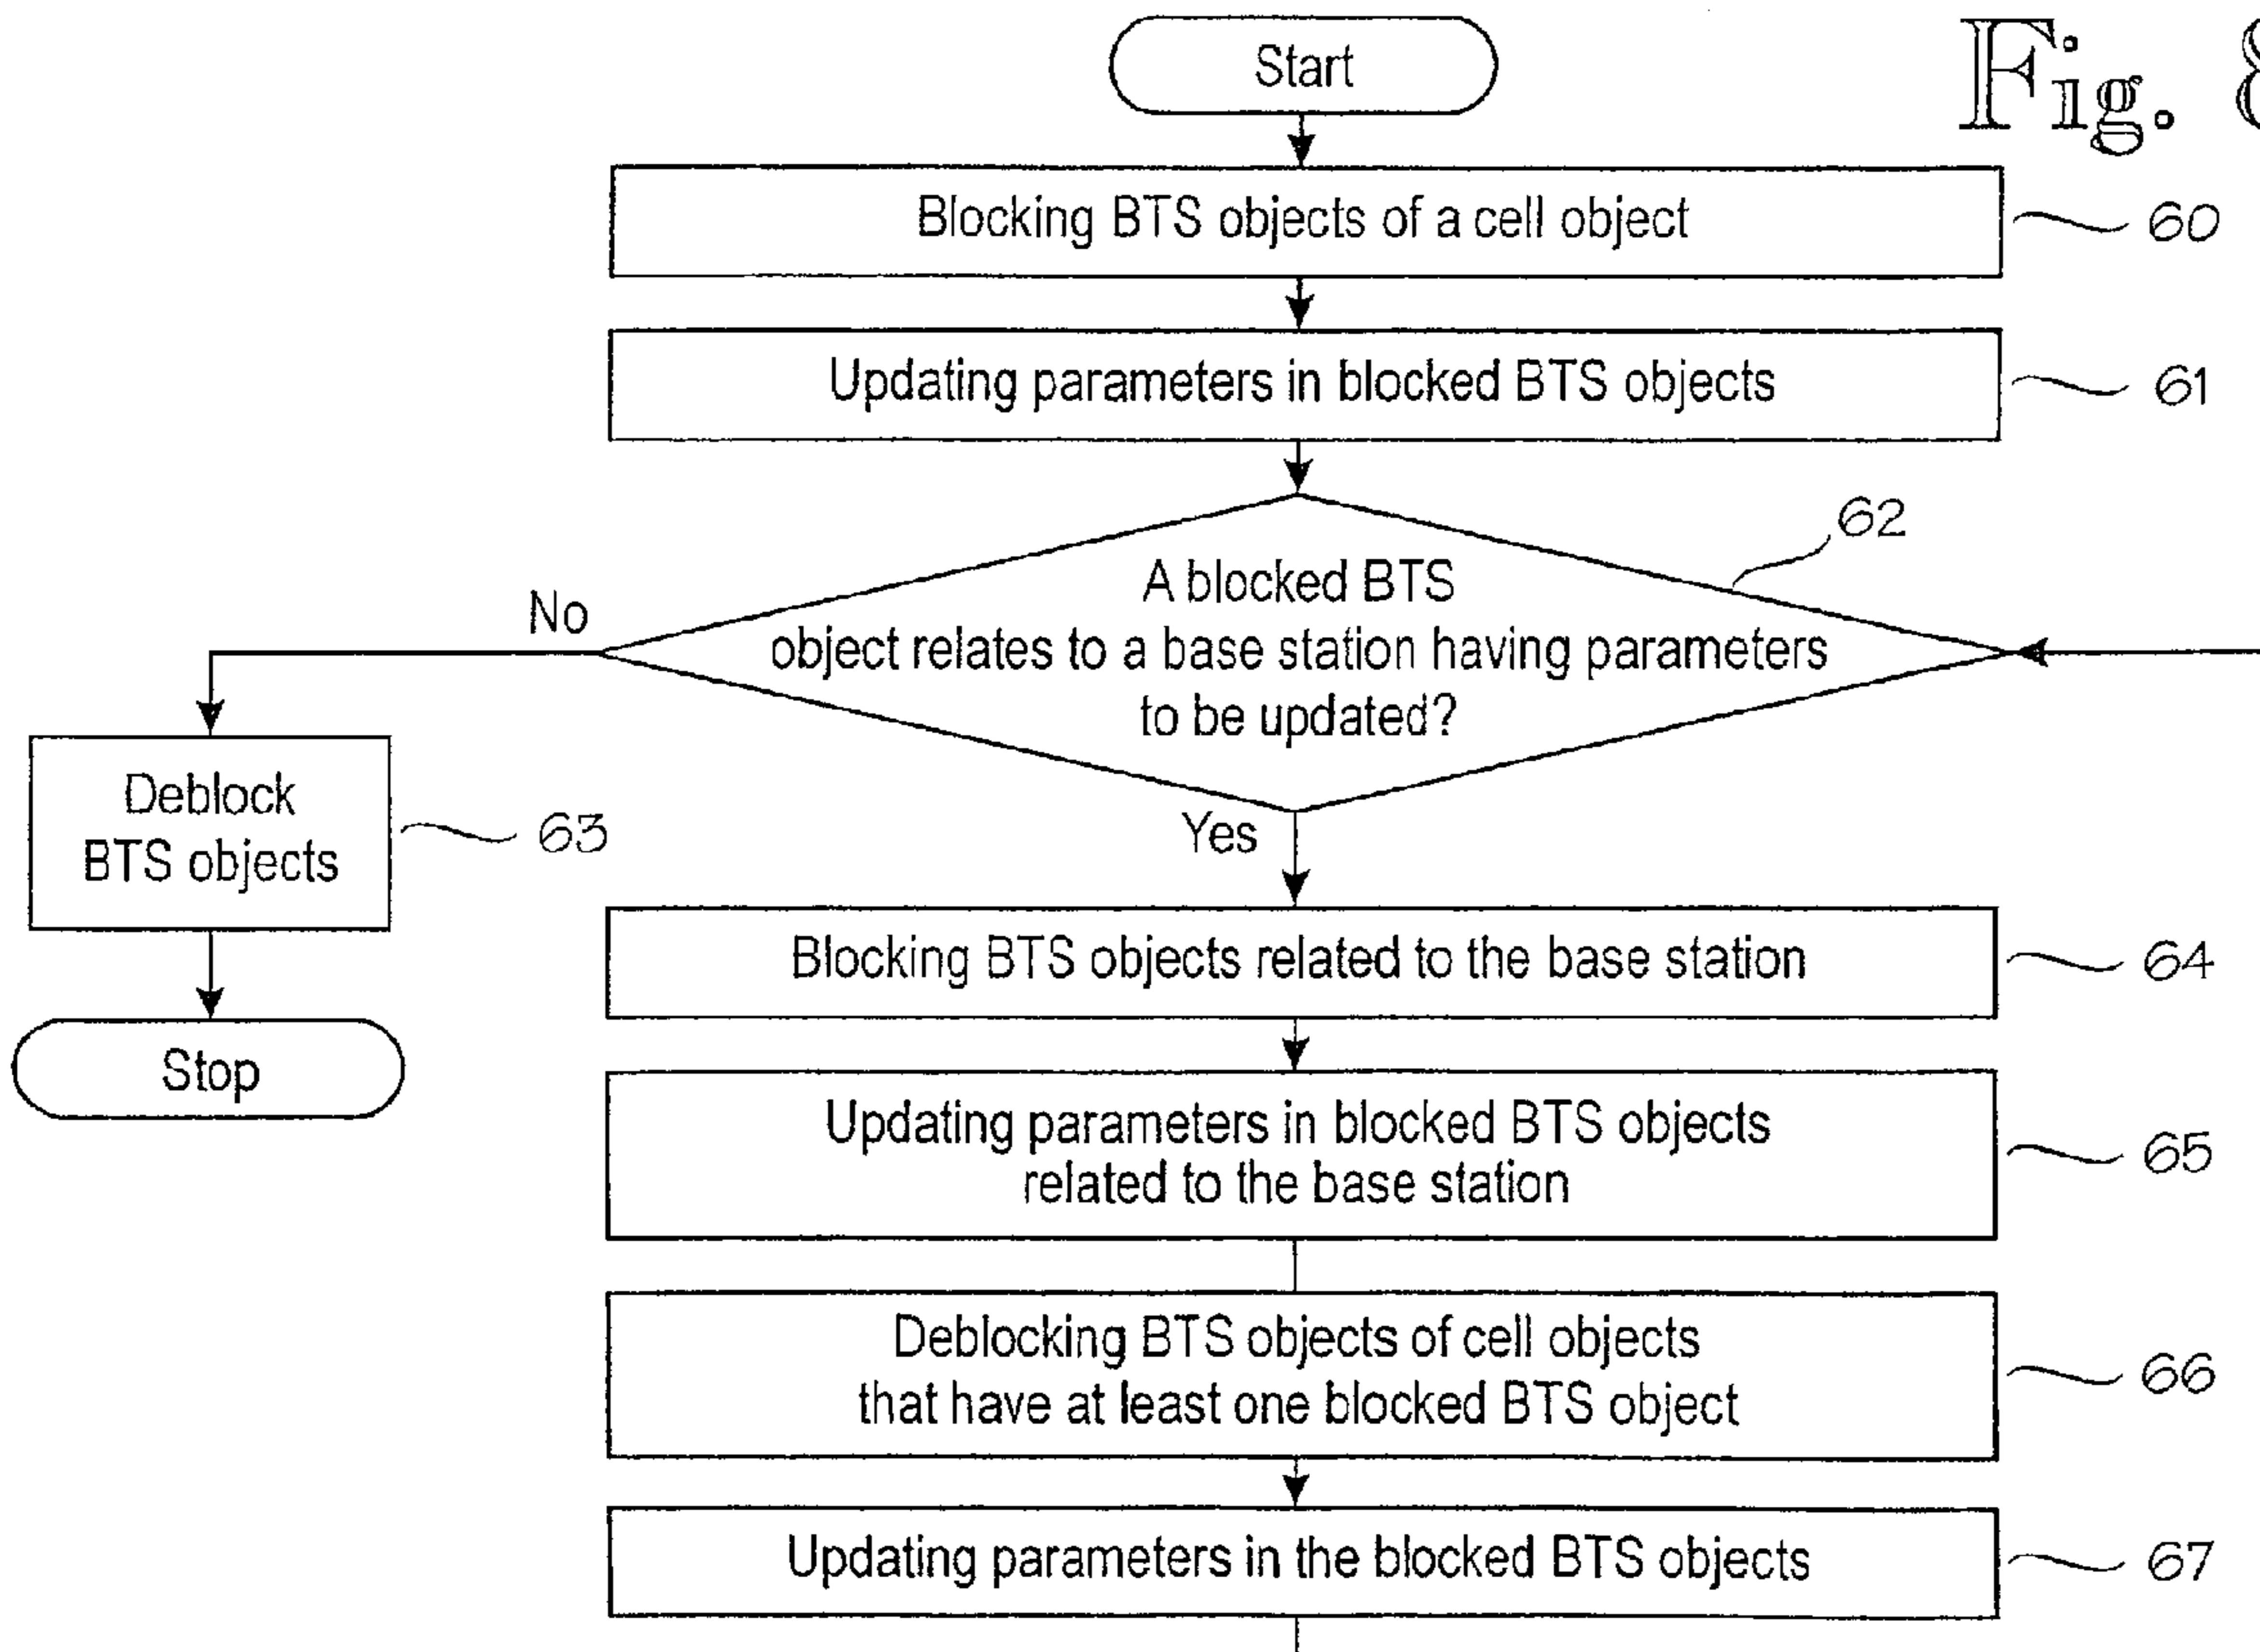 Fig. 8
Start
Blocking BTS objects of a cell object
60
Updating parameters in blocked BTS objects
61
62
A blocked BTS
object relates to a base station having parameters
to be updated?
No
Yes
Deblock
BTS objects
63
Stop
Blocking BTS objects related to the base station
64
Updating parameters in blocked BTS objects
related to the base station
65
Deblocking BTS objects of cell objects
that have at least one blocked BTS object
66
Updating parameters in the blocked BTS objects
67